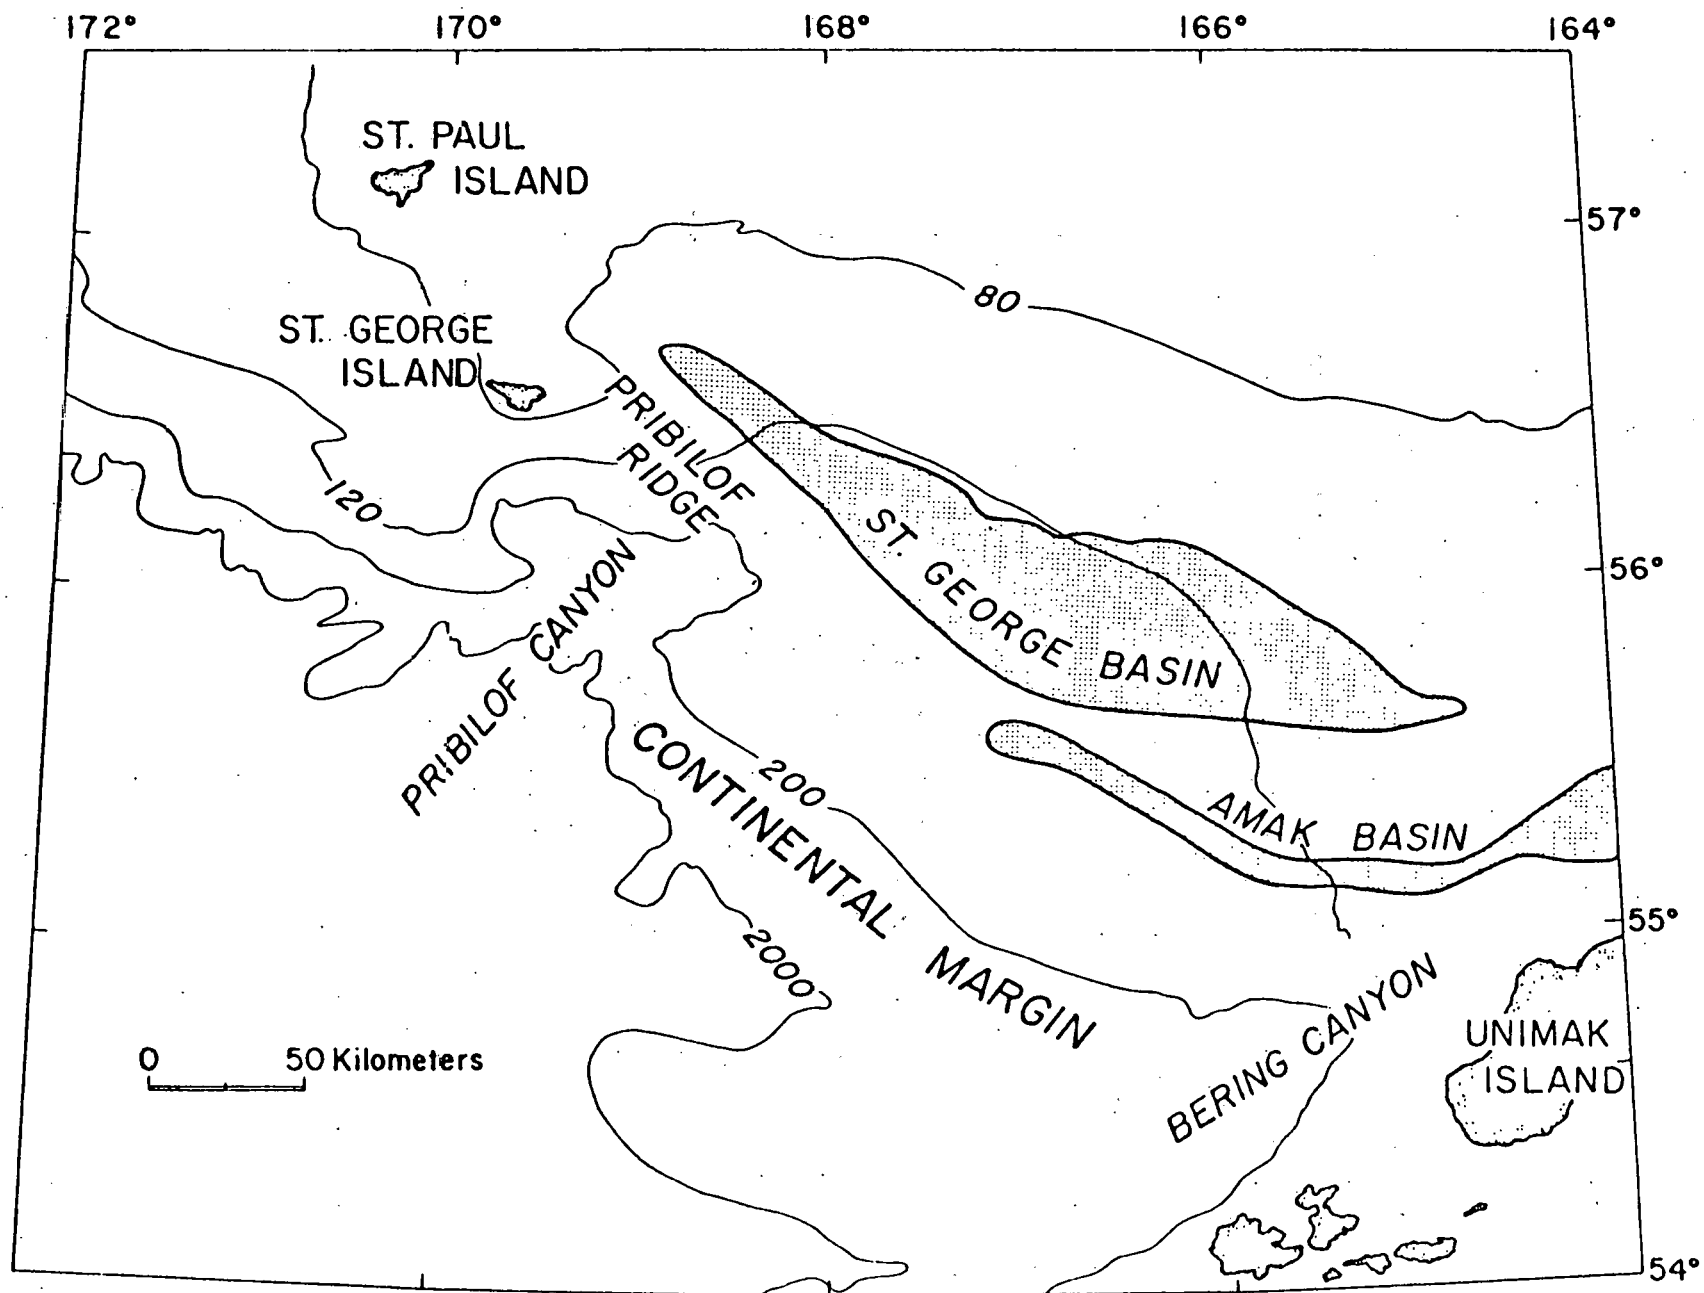 172° 170° 168° 166° 164°
ST. PAUL
ISLAND
57°
80
ST. GEORGE
ISLAND
PRIBILOF
RIDGE
120
ST. GEORGE BASIN
56°
PRIBILOF CANYON
CONTINENTAL MARGIN
200
AMAK BASIN
55°
2000
BERING CANYON
UNIMAK
ISLAND
0 50 Kilometers
54°